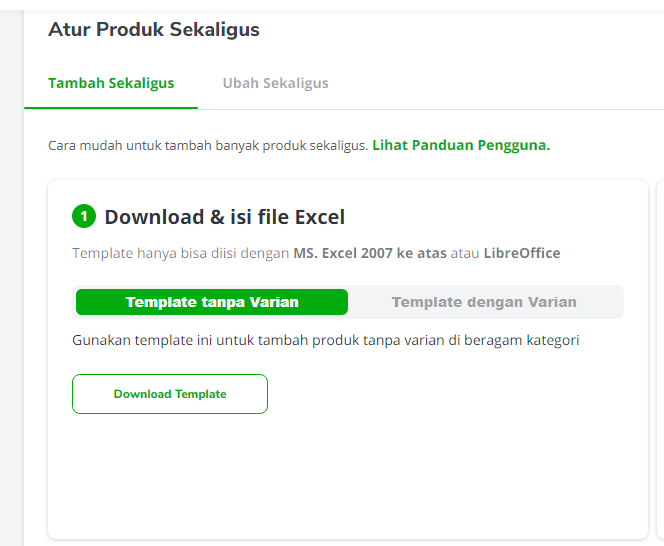 Atur Produk Sekaligus
Tambah Sekaligus
Ubah Sekaligus
Cara mudah untuk tambah banyak produk sekaligus. Lihat Panduan Pengguna.
1 Download & isi file Excel
Template hanya bisa diisi dengan MS. Excel 2007 ke atas atau LibreOffice
Template tanpa Varian
Template dengan Varian
Gunakan template ini untuk tambah produk tanpa varian di beragam kategori
Download Template